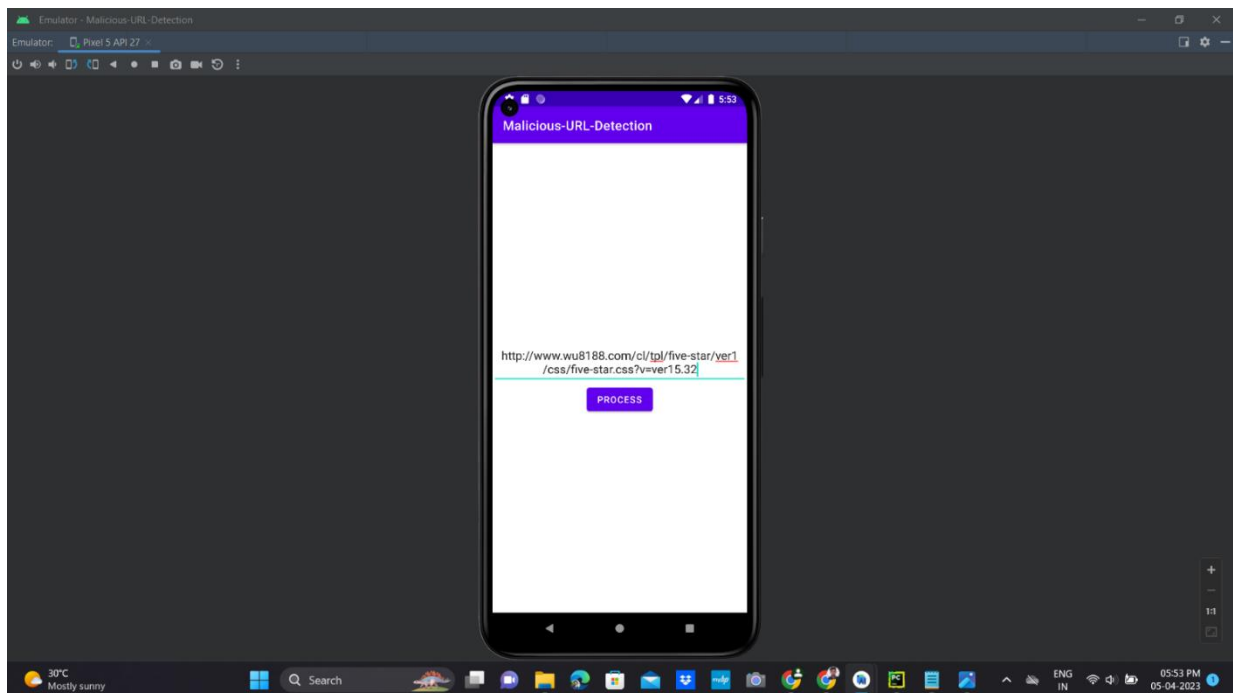 Emulator - Malicious-URL-Detection
Emulator: Pixel 5 API 27
5:53
Malicious-URL-Detection
http://www.wu8188.com/cl/tpl/five-star/ver1
/css/five-star.css?v=ver15.32
PROCESS
1:1
30°C
Mostly sunny
Search
ENG
IN
05:53 PM
05-04-2023
1